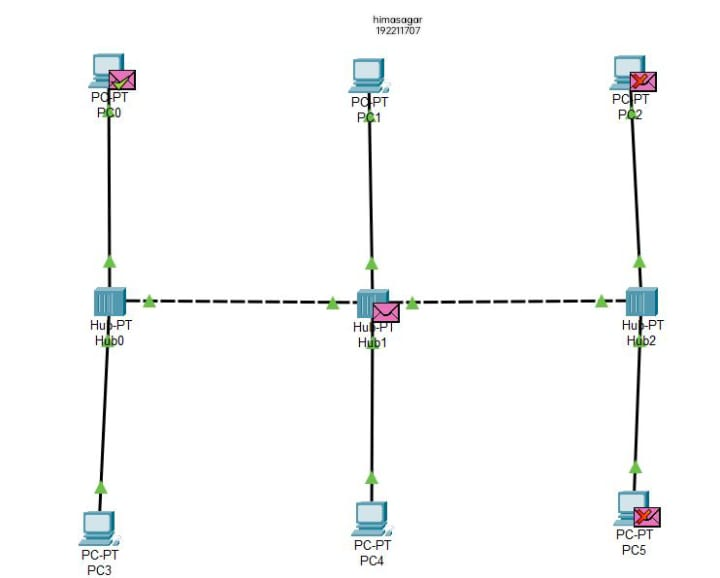 himasagar
192211707
PC-PT
PC0
PC-PT
PC1
PC-PT
PC2
Hub-PT
Hub0
Hub-PT
Hub1
Hub-PT
Hub2
PC-PT
PC3
PC-PT
PC4
PC-PT
PC5